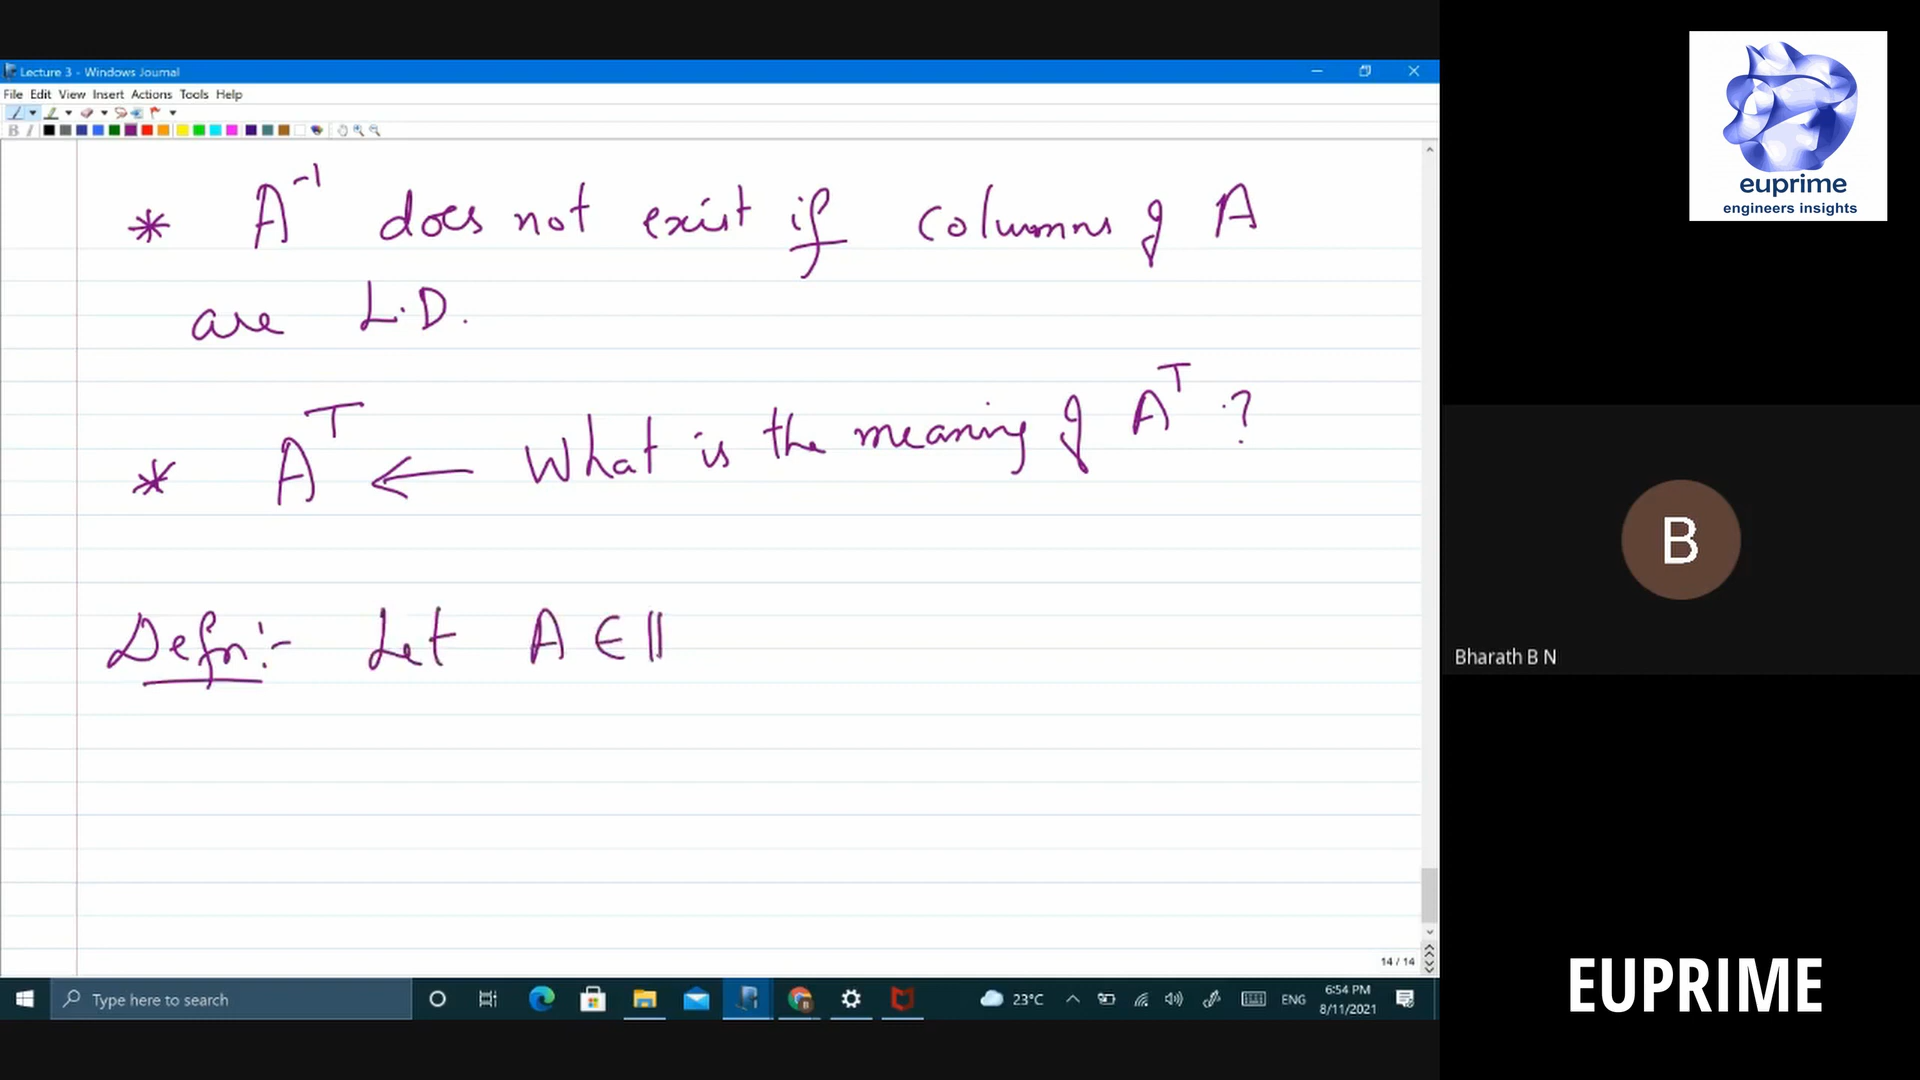 Lecture 3 - Windows Journal
File Edit View Insert Actions Tools Help
B I
* A⁻¹ does not exist if columns of A
are L.D.
* Aᵀ ← What is the meaning of Aᵀ ?
Defn:- Let A ∈ ||
14 / 14
Type here to search
23°C
ENG
6:54 PM
8/11/2021
euprime
engineers insights
B
Bharath B N
EUPRIME